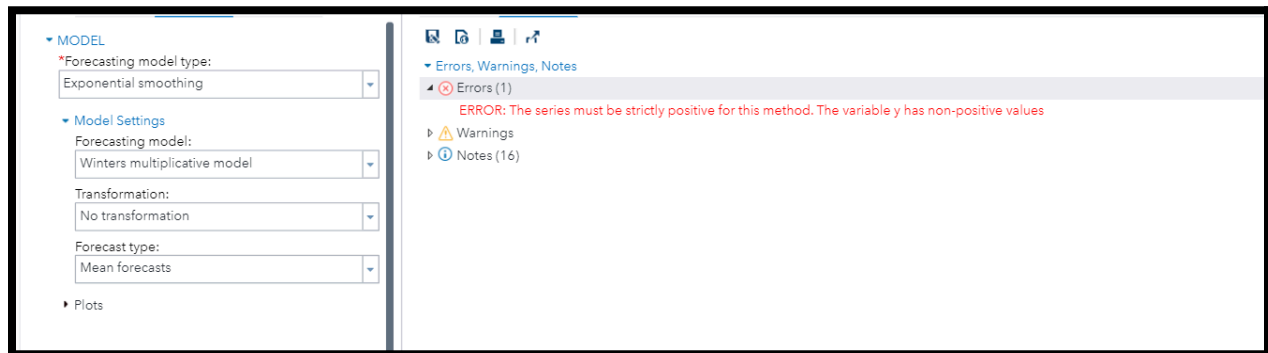 MODEL
*Forecasting model type:
Exponential smoothing
Model Settings
Forecasting model:
Winters multiplicative model
Transformation:
No transformation
Forecast type:
Mean forecasts
Plots
Errors, Warnings, Notes
Errors (1)
ERROR: The series must be strictly positive for this method. The variable y has non-positive values
Warnings
Notes (16)